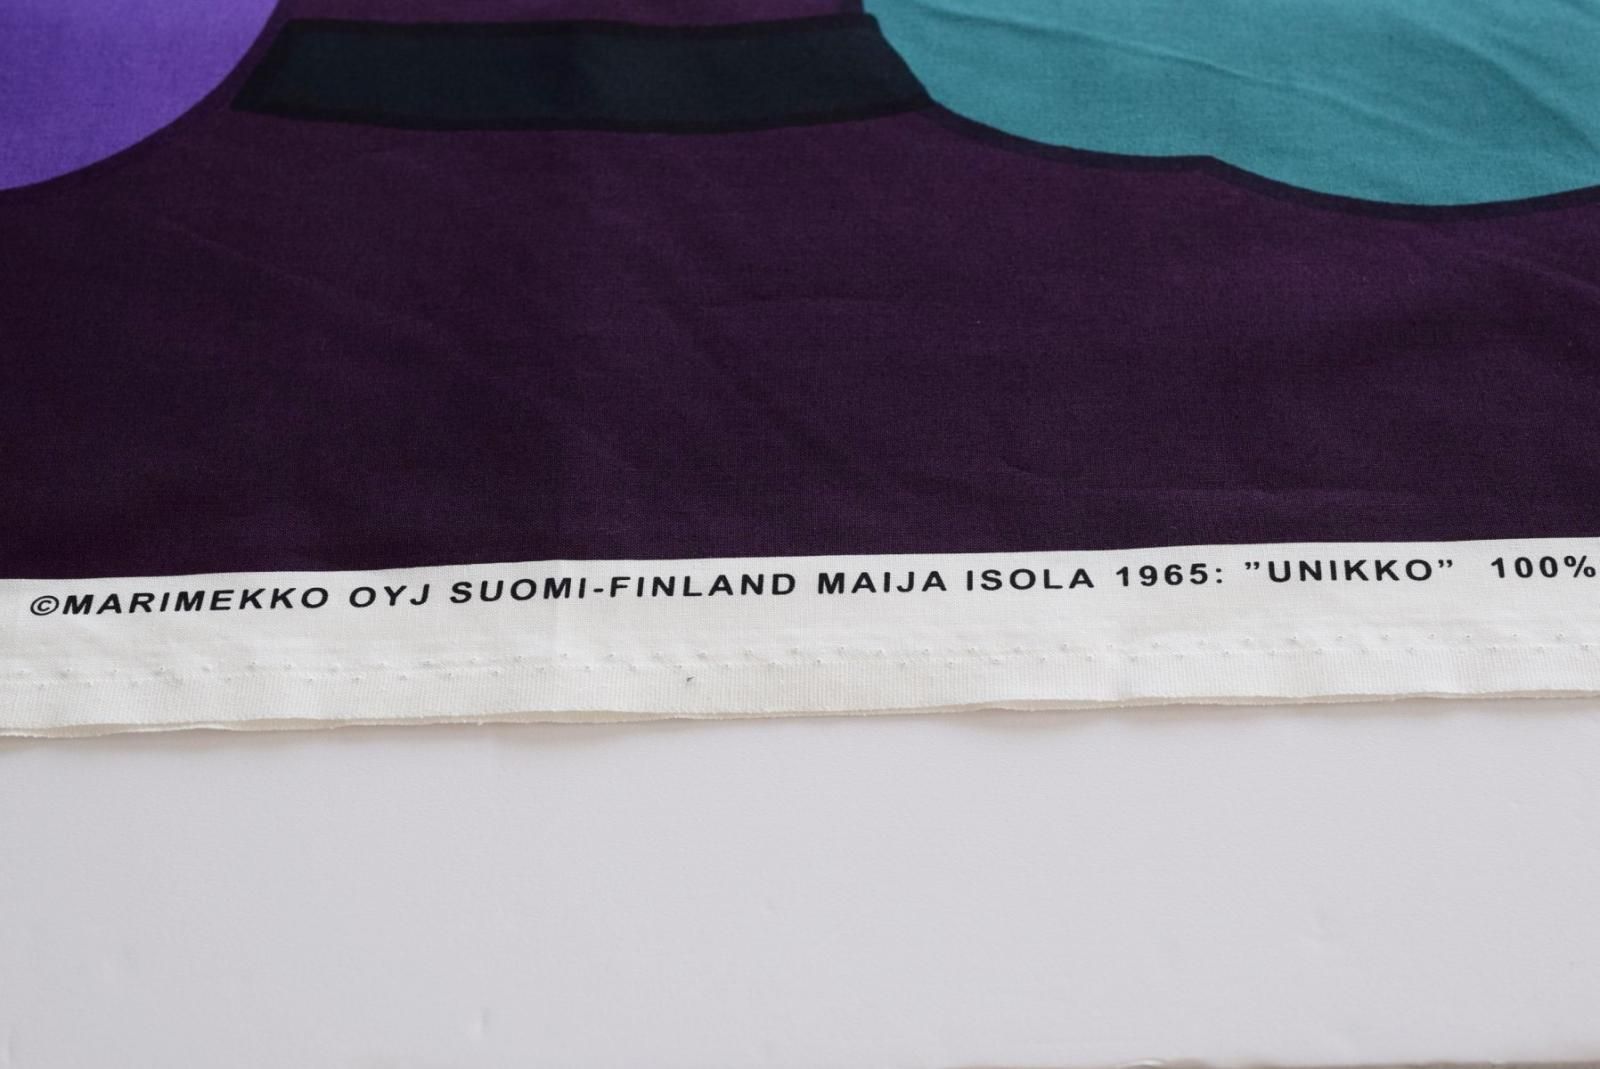 ©MARIMEKKO OYJ SUOMI-FINLAND MAIJA ISOLA 1965: ”UNIKKO” 100%